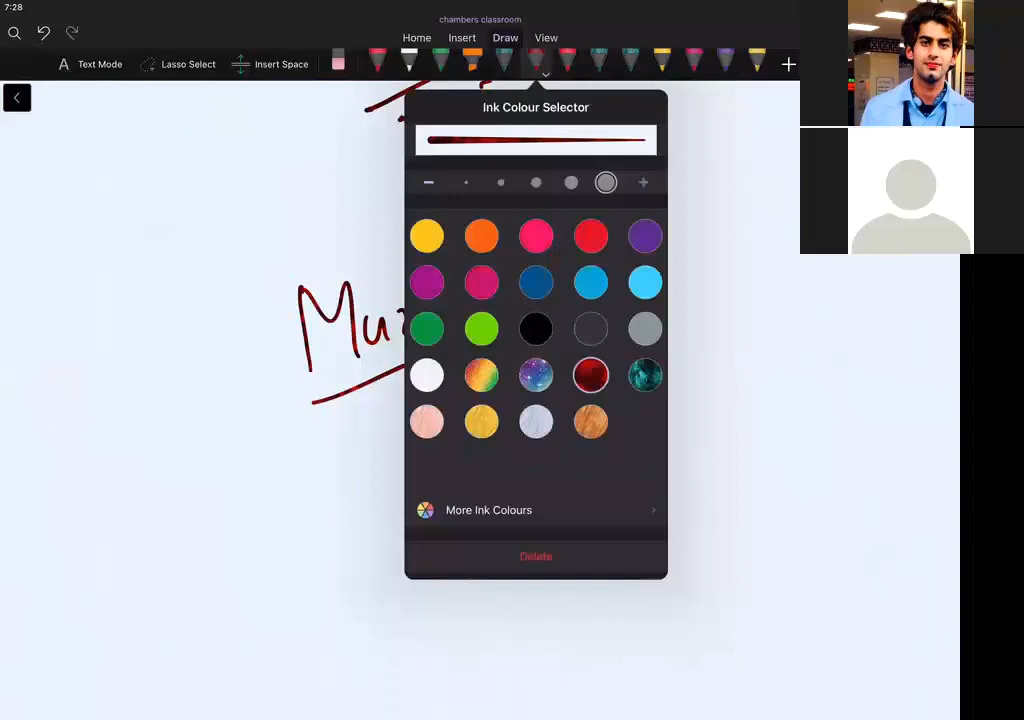 7:28
chambers classroom
Home Insert Draw View
A Text Mode Lasso Select Insert Space
Ink Colour Selector
More Ink Colours
Delete